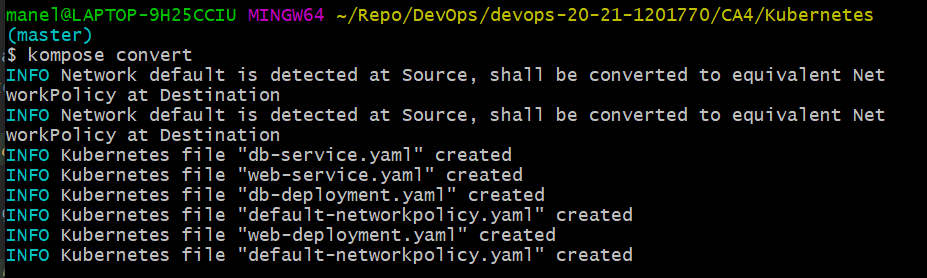 manel@LAPTOP-9H25CCIU MINGW64 ~/Repo/DevOps/devops-20-21-1201770/CA4/Kubernetes
(master)
$ kompose convert
INFO Network default is detected at Source, shall be converted to equivalent Net
workPolicy at Destination
INFO Network default is detected at Source, shall be converted to equivalent Net
workPolicy at Destination
INFO Kubernetes file "db-service.yaml" created
INFO Kubernetes file "web-service.yaml" created
INFO Kubernetes file "db-deployment.yaml" created
INFO Kubernetes file "default-networkpolicy.yaml" created
INFO Kubernetes file "web-deployment.yaml" created
INFO Kubernetes file "default-networkpolicy.yaml" created